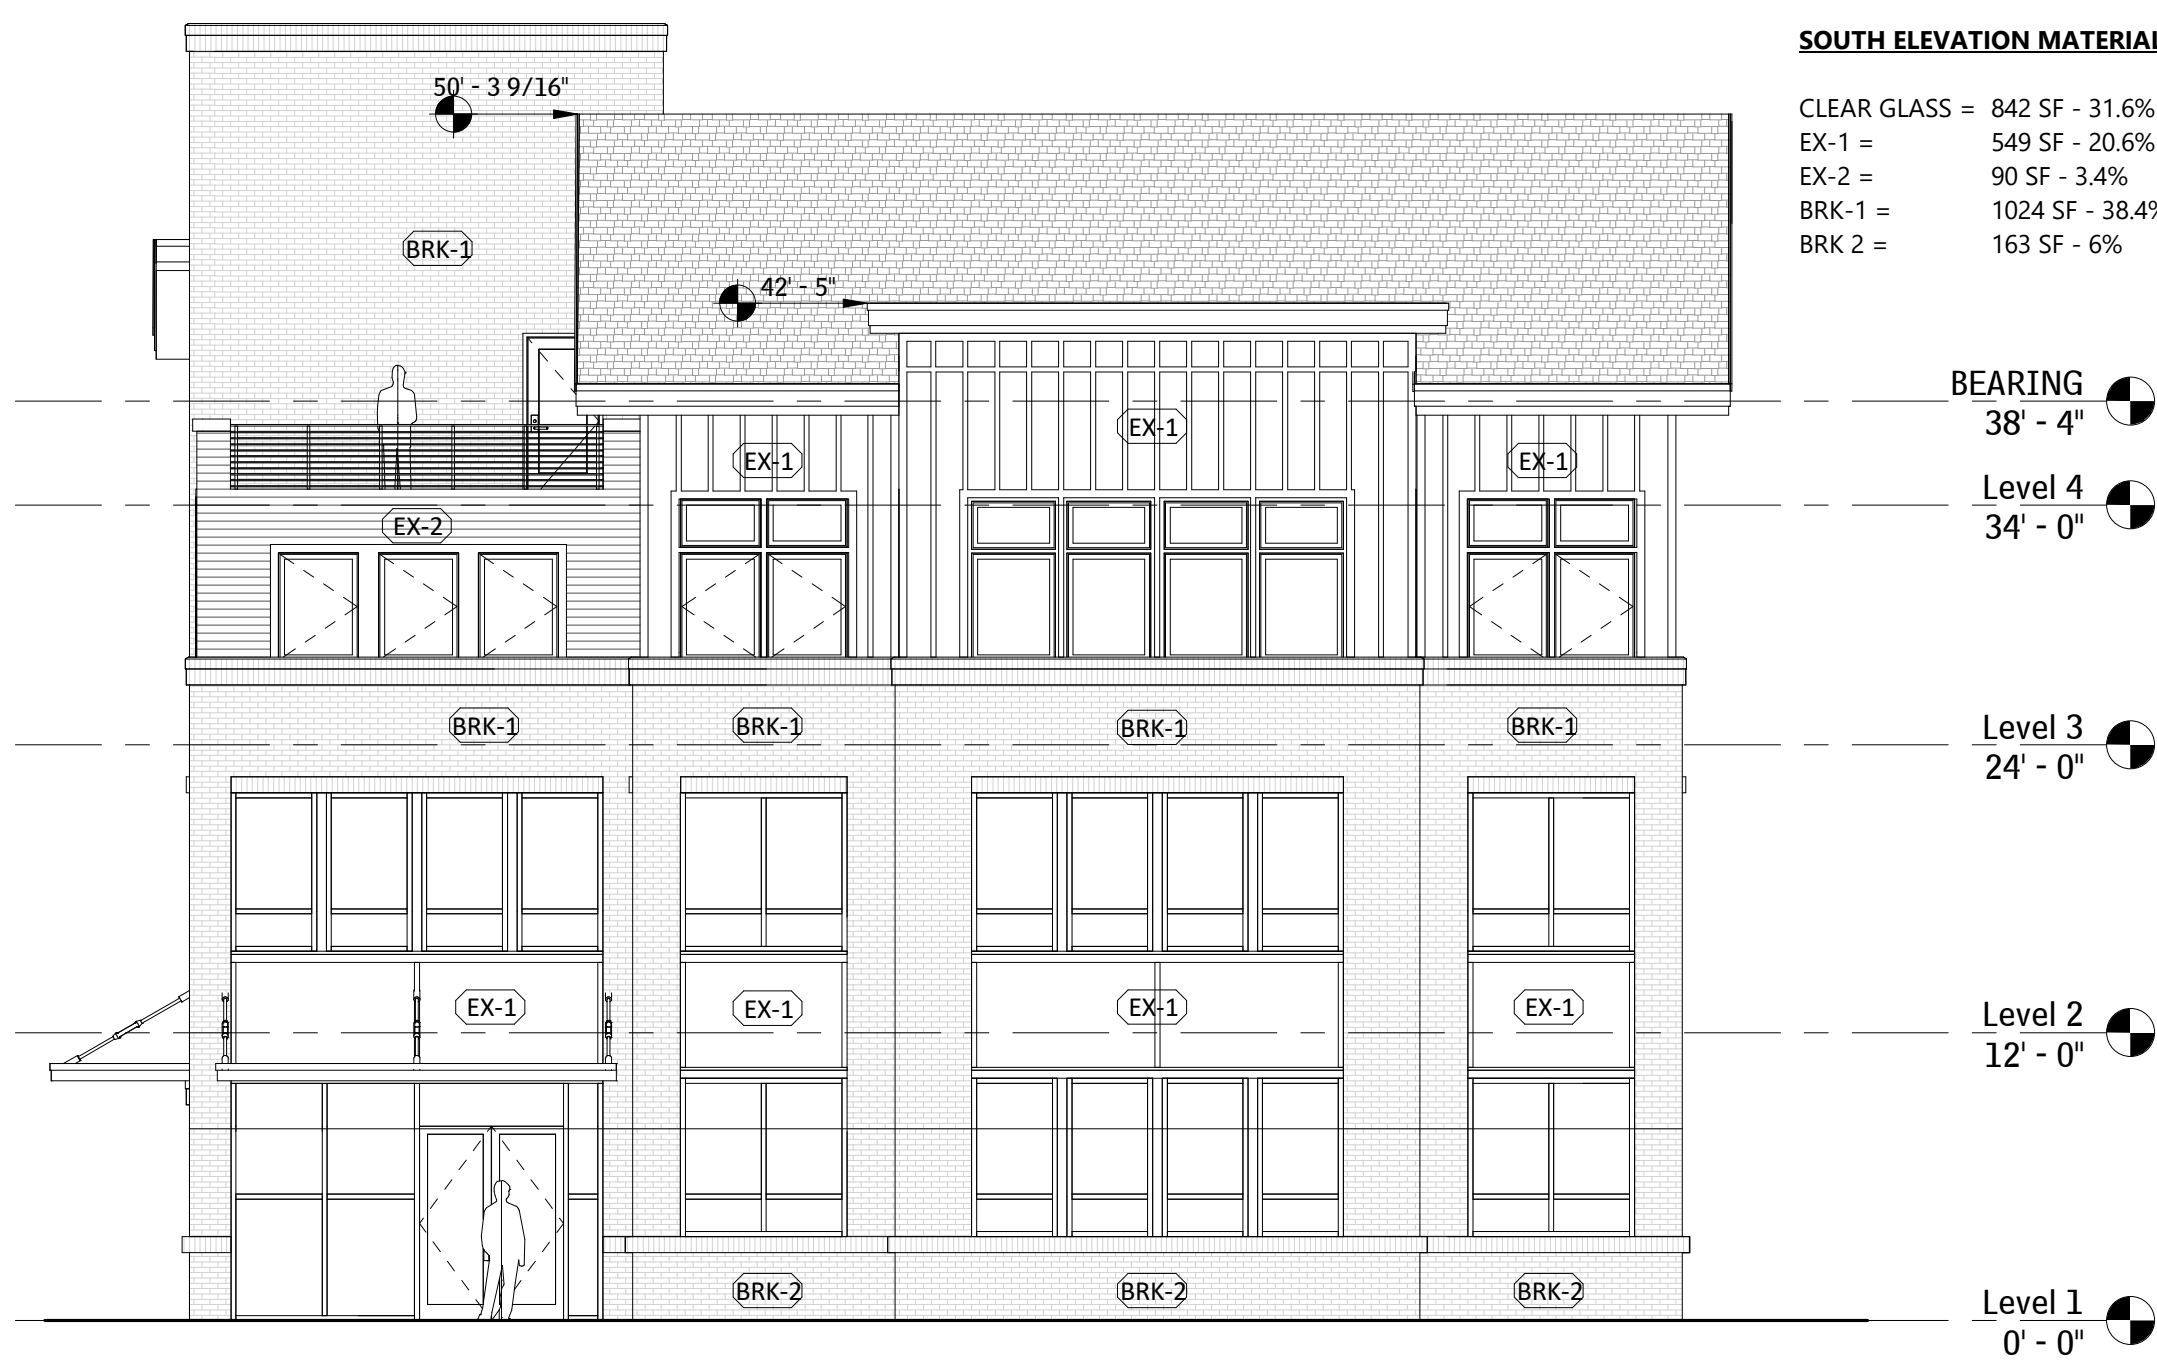 SOUTH ELEVATION MATERIAL
50' - 3 9/16"
CLEAR GLASS = 842 SF - 31.6%
EX-1 = 549 SF - 20.6%
EX-2 = 90 SF - 3.4%
BRK-1 = 1024 SF - 38.4%
BRK 2 = 163 SF - 6%
BRK-1
42' - 5"
BEARING
38' - 4"
EX-1
EX-1
EX-1
Level 4
34' - 0"
EX-2
BRK-1
BRK-1
BRK-1
BRK-1
Level 3
24' - 0"
EX-1
EX-1
EX-1
EX-1
Level 2
12' - 0"
BRK-2
BRK-2
BRK-2
Level 1
0' - 0"